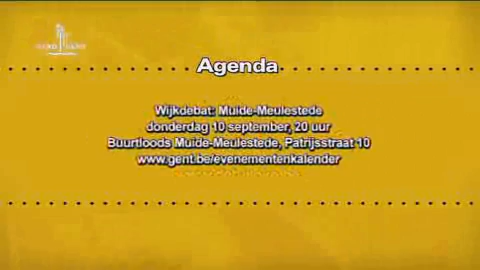 Agenda
Wijkdebat: Muide-Meulestede
donderdag 10 september, 20 uur
Buurtloods Muide-Meulestede, Patrijsstraat 10
www.gent.be/evenementenkalender